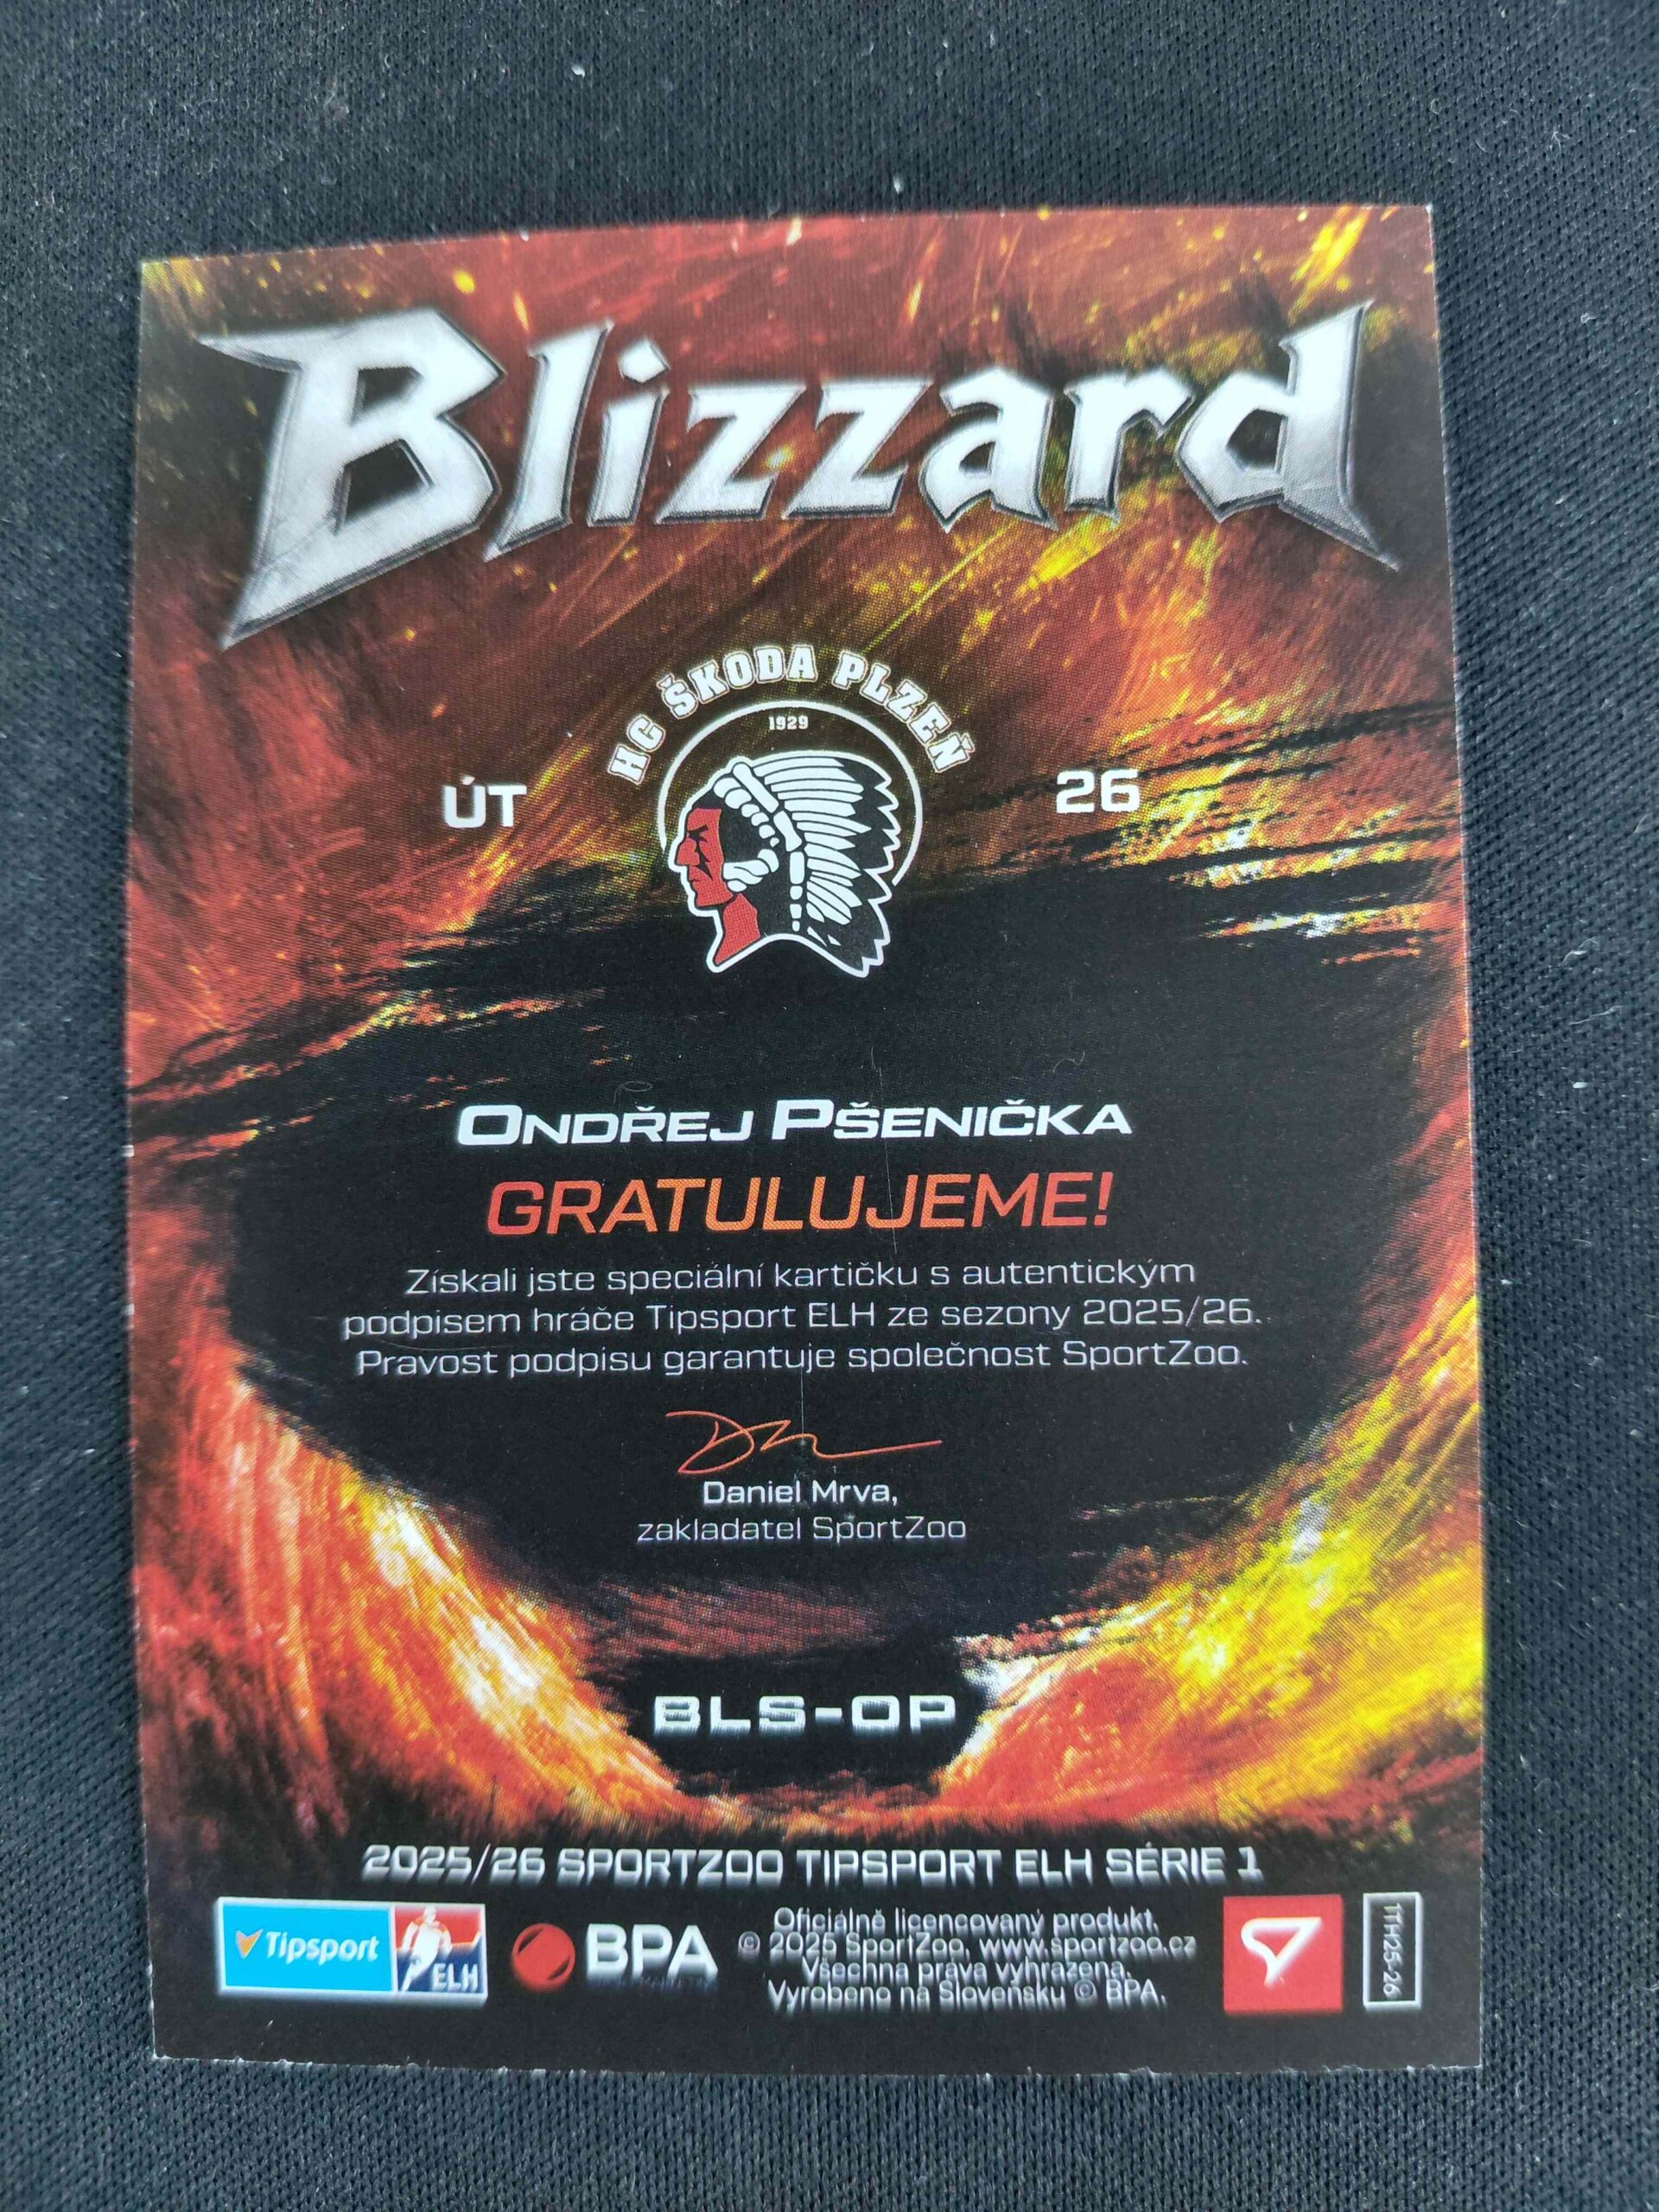 Blizzard
HC ŠKODA PLZEŇ
1929
ÚT
26
ONDŘEJ PŠENIČKA
GRATULUJEME!
Získali jste speciální kartičku s autentickým
podpisem hráče Tipsport ELH ze sezony 2025/26.
Pravost podpisu garantuje společnost SportZoo.
Daniel Mrva,
zakladatel SportZoo
BLS-OP
2025/26 SPORTZOO TIPSPORT ELH SÉRIE 1
Tipsport
ELH
BPA
Oficiálně licencovaný produkt.
© 2025 SportZoo, www.sportzoo.cz
Všechna práva vyhrazena.
Vyrobeno na Slovensku © BPA.
TTH25-26